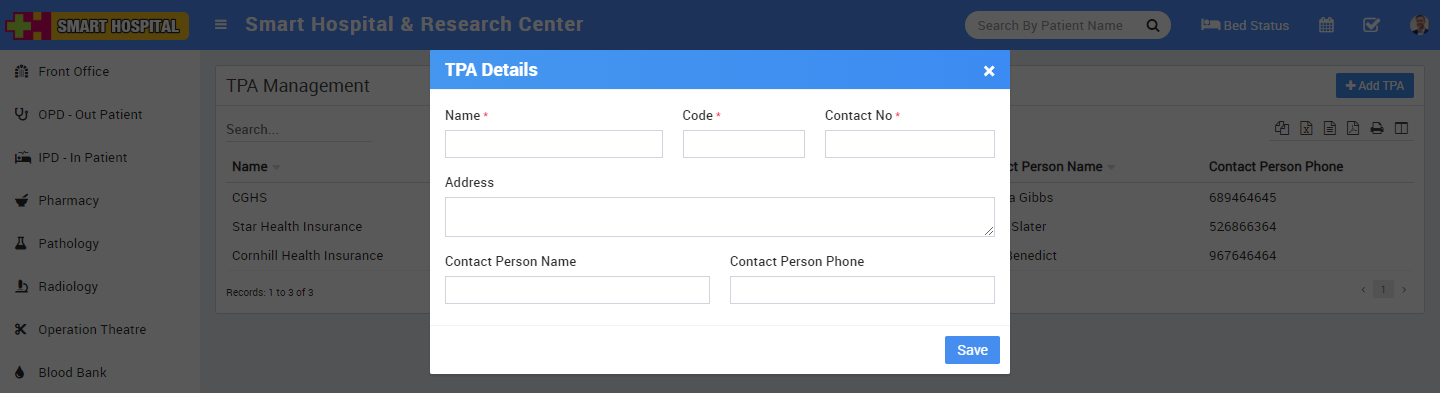 SMART HOSPITAL
Smart Hospital & Research Center
Search By Patient Name
Bed Status
Front Office
OPD - Out Patient
IPD - In Patient
Pharmacy
Pathology
Radiology
Operation Theatre
Blood Bank
TPA Management
+ Add TPA
Search...
Name
CGHS
Star Health Insurance
Cornhill Health Insurance
Records: 1 to 3 of 3
TPA Details
×
Name *
Code *
Contact No *
Address
Contact Person Name
Contact Person Phone
Save
Person Name
Contact Person Phone
Gibbs
689464645
Slater
526866364
Benedict
967646464
‹ 1 ›